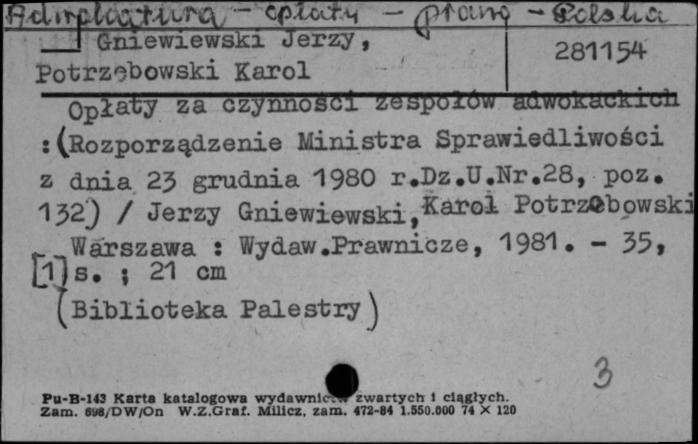 Adwokatura - opłaty - prawo - Polska
Gniewiewski Jerzy,
281154
Potrzebowski Karol
Opłaty za czynności zespołów adwokackich
:(Rozporządzenie Ministra Sprawiedliwości
z dnia 23 grudnia 1980 r.Dz.U.Nr.28, poz.
132) / Jerzy Gniewiewski, Karol Potrzebowski
Warszawa : Wydaw.Prawnicze, 1981. - 35,
[1] s. ; 21 cm
(Biblioteka Palestry)
3
Pu-B-143 Karta katalogowa wydawnictw zwartych i ciągłych.
Zam. 698/DW/On W.Z.Graf. Milicz, zam. 472-84 1.550.000 74 X 120